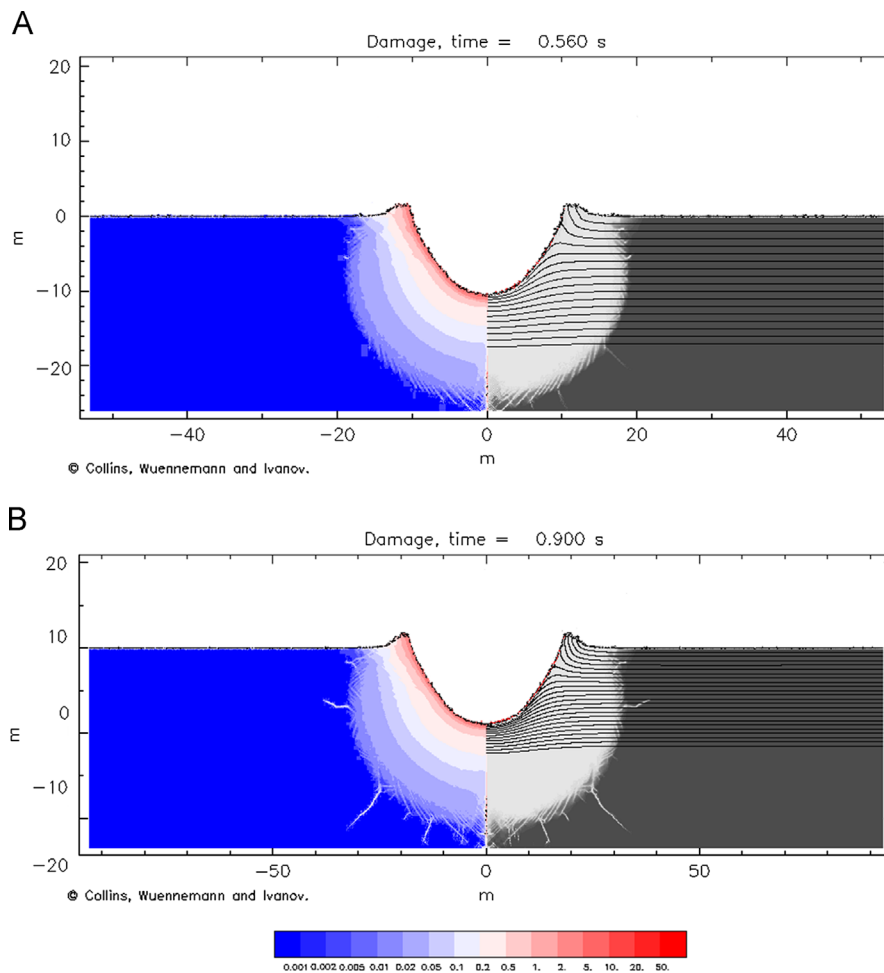 A
Damage, time = 0.560 s
20
10
0
-10
-20
m
-40 -20 0 20 40
m
© Collins, Wuennemann and Ivanov.
B
Damage, time = 0.900 s
20
10
0
-10
-20
m
-50 0 50
m
© Collins, Wuennemann and Ivanov.
0.001 0.002 0.005 0.01 0.02 0.05 0.1 0.2 0.5 1. 2. 5. 10. 20. 50.